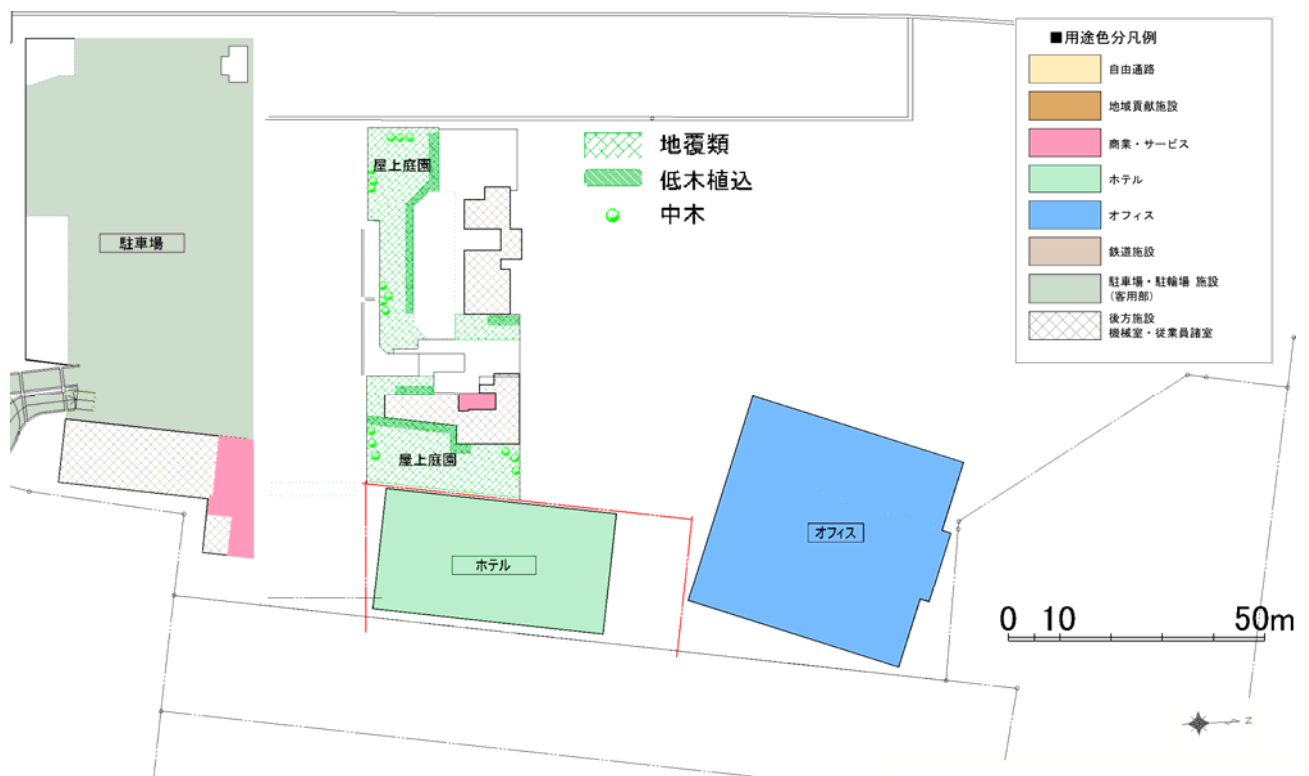 ■用途色分凡例
自由通路
地域貢献施設
商業・サービス
ホテル
オフィス
鉄道施設
駐車場・駐輪場 施設
(客用部)
後方施設
機械室・従業員諸室
地覆類
低木植込
中木
屋上庭園
駐車場
屋上庭園
ホテル
オフィス
0 10 50m
N